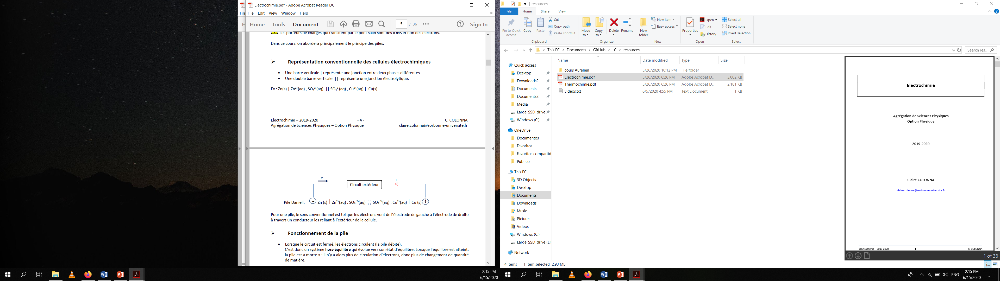 Electrochimie.pdf - Adobe Acrobat Reader DC
File
File Edit View Window Help
H
Home Tools Document 5 / 36 Sign In
Les porteurs de charges qui transitent par le pont salin sont des IONS et non des électrons.
Dans ce cours, on abordera principalement le principe des piles.
➢ Représentation conventionnelle des cellules électrochimiques
• Une barre verticale | représente une jonction entre deux phases différentes
• Une double barre verticale || représente une jonction électrolytique.
Ex : Zn(s) | Zn²⁺(aq) , SO₄²⁻(aq) || SO₄²⁻(aq) , Cu²⁺(aq) | Cu(s).
Electrochimie – 2019-2020 - 4 - C. COLONNA
Agrégation de Sciences Physiques – Option Physique claire.colonna@sorbonne-universite.fr
e- i
Circuit extérieur
Pile Daniell: - Zn (s) | Zn²⁺(aq) , SO₄ ²⁻(aq) ⁞⁞ SO₄ ²⁻(aq) , Cu²⁺(aq) | Cu (s) +
Pour une pile, le sens conventionnel est tel que les électrons vont de l’électrode de gauche à l’électrode de droite
à travers un conducteur les reliant à l’extérieur de la cellule.
➢ Fonctionnement de la pile
• Lorsque le circuit est fermé, les électrons circulent (la pile débite),
C’est donc un système hors-équilibre qui évolue vers son état d’équilibre. Lorsque l’équilibre est atteint,
la pile est « morte » : il n’y a alors plus de circulation d’électrons, donc plus de changement de quantité
de matière.
2:15 PM
6/15/2020
resources
File Home Share View
Pin to Quick access
Copy
Paste
Cut
Copy path
Paste shortcut
Clipboard
Move to
Copy to
Delete
Rename
Organize
New folder
New item
Easy access
New
Properties
Open
Edit
History
Open
Select all
Select none
Invert selection
Select
This PC > Documents > GitHub > LC > resources
Search res...
Name Date modified Type Size
cours Aurelien 5/26/2020 10:12 PM File folder
Electrochimie.pdf 5/26/2020 6:26 PM Adobe Acrobat D... 3,002 KB
Thermochimie.pdf 5/26/2020 6:26 PM Adobe Acrobat D... 2,181 KB
videos.txt 6/5/2020 4:55 PM Text Document 1 KB
Quick access
Desktop
Downloads2
Documents
Documents2
Media
Large_SSD_drive
Windows (C:)
OneDrive
Documentos
Favoritos
Favoritos compartid
Público
This PC
3D Objects
Desktop
Documents
Downloads
Music
Pictures
Videos
Windows (C:)
Large_SSD_drive (D
Network
4 items 1 item selected 2.93 MB
Electrochimie
Agrégation de Sciences Physiques
Option Physique
2019-2020
Claire COLONNA
claire.colonna@sorbonne-universite.fr
Electrochimie – 2019-2020 - 1 - C. COLONNA
1 of 36
ENG
2:15 PM
6/15/2020